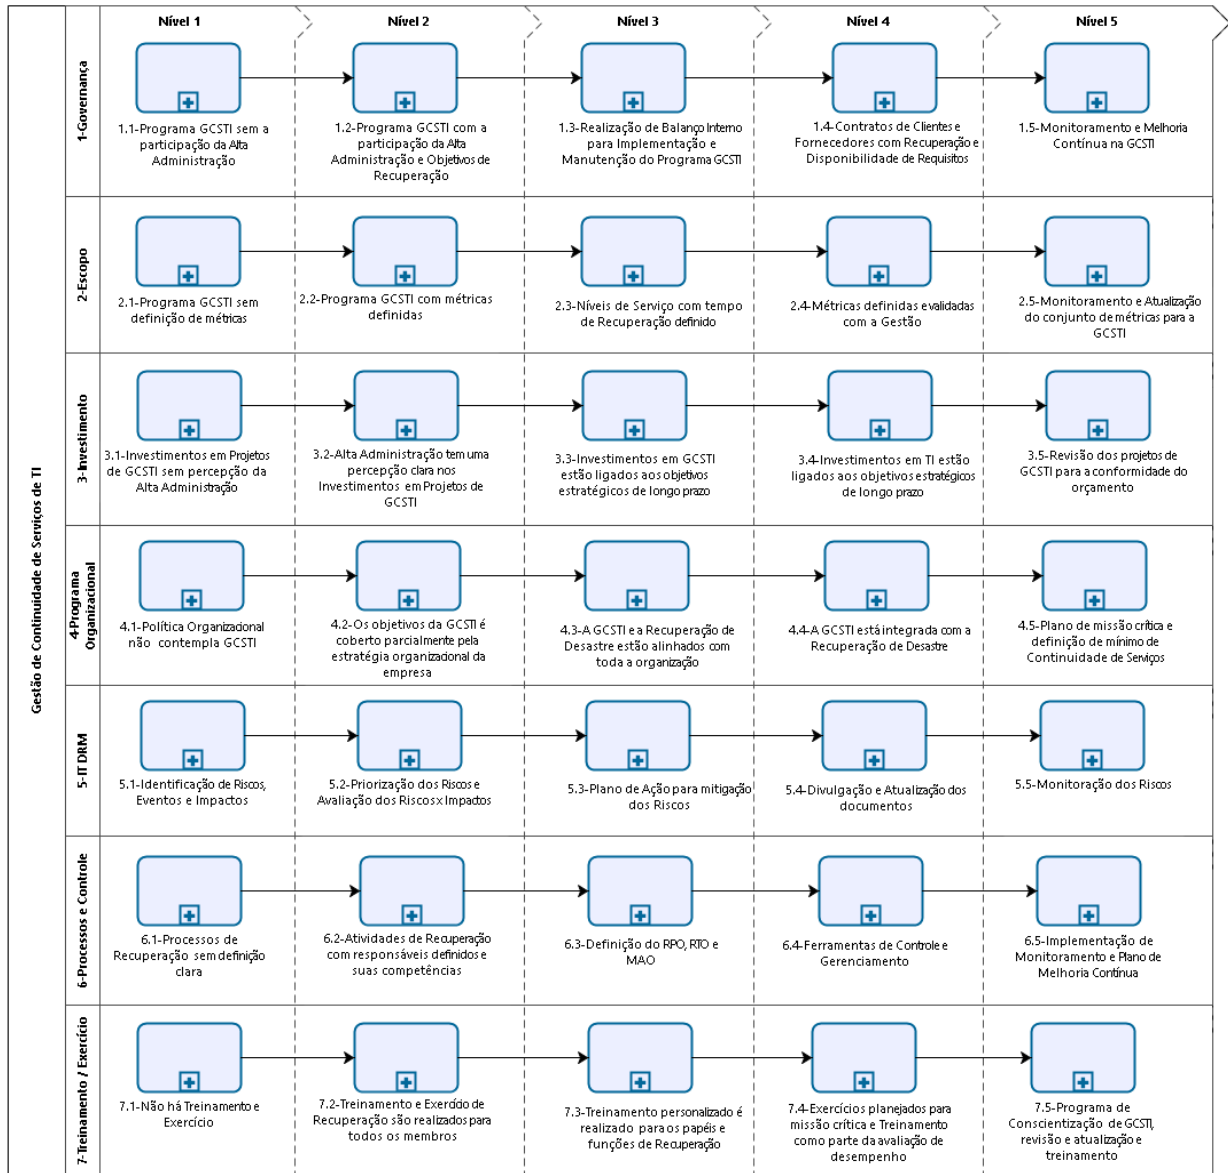 Gestão de Continuidade de Serviços de TI
Nível 1
Nível 2
Nível 3
Nível 4
Nível 5
1-Governança
1.1-Programa GCSTI sem a
participação da Alta
Administração
1.2-Programa GCSTI com a
participação da Alta
Administração e Objetivos de
Recuperação
1.3-Realização de Balanço Interno
para Implementação e
Manutenção do Programa GCSTI
1.4-Contratos de Clientes e
Fornecedores com Recuperação e
Disponibilidade de Requisitos
1.5-Monitoramento e Melhoria
Contínua na GCSTI
2-Escopo
2.1-Programa GCSTI sem
definição de métricas
2.2-Programa GCSTI com métricas
definidas
2.3-Níveis de Serviço com tempo
de Recuperação definido
2.4-Métricas definidas e validadas
com a Gestão
2.5-Monitoramento e Atualização
do conjunto de métricas para a
GCSTI
3-Investimento
3.1-Investimentos em Projetos
de GCSTI sem percepção da
Alta Administração
3.2-Alta Administração tem uma
percepção clara nos
Investimentos em Projetos de
GCSTI
3.3-Investimentos em GCSTI
estão ligados aos objetivos
estratégicos de longo prazo
3.4-Investimentos em TI estão
ligados aos objetivos estratégicos
de longo prazo
3.5-Revisão dos projetos de
GCSTI para a conformidade do
orçamento
4-Programa
Organizacional
4.1-Política Organizacional
não contempla GCSTI
4.2-Os objetivos da GCSTI é
coberto parcialmente pela
estratégia organizacional da
empresa
4.3-A GCSTI e a Recuperação de
Desastre estão alinhados com
toda a organização
4.4-A GCSTI está integrada com a
Recuperação de Desastre
4.5-Plano de missão crítica e
definição de mínimo de
Continuidade de Serviços
5-IT DRM
5.1-Identificação de Riscos,
Eventos e Impactos
5.2-Priorização dos Riscos e
Avaliação dos Riscos x Impactos
5.3-Plano de Ação para mitigação
dos Riscos
5.4-Divulgação e Atualização dos
documentos
5.5-Monitoração dos Riscos
6-Processos e Controle
6.1-Processos de
Recuperação sem definição
clara
6.2-Atividades de Recuperação
com responsáveis definidos e
suas competências
6.3-Definição do RPO, RTO e
MAO
6.4-Ferramentas de Controle e
Gerenciamento
6.5-Implementação de
Monitoramento e Plano de
Melhoria Contínua
7-Treinamento / Exercício
7.1-Não há Treinamento e
Exercício
7.2-Treinamento e Exercício de
Recuperação são realizados para
todos os membros
7.3-Treinamento personalizado é
realizado para os papéis e
funções de Recuperação
7.4-Exercícios planejados para
missão crítica e Treinamento
como parte da avaliação de
desempenho
7.5-Programa de
Conscientização de GCSTI,
revisão e atualização e
treinamento